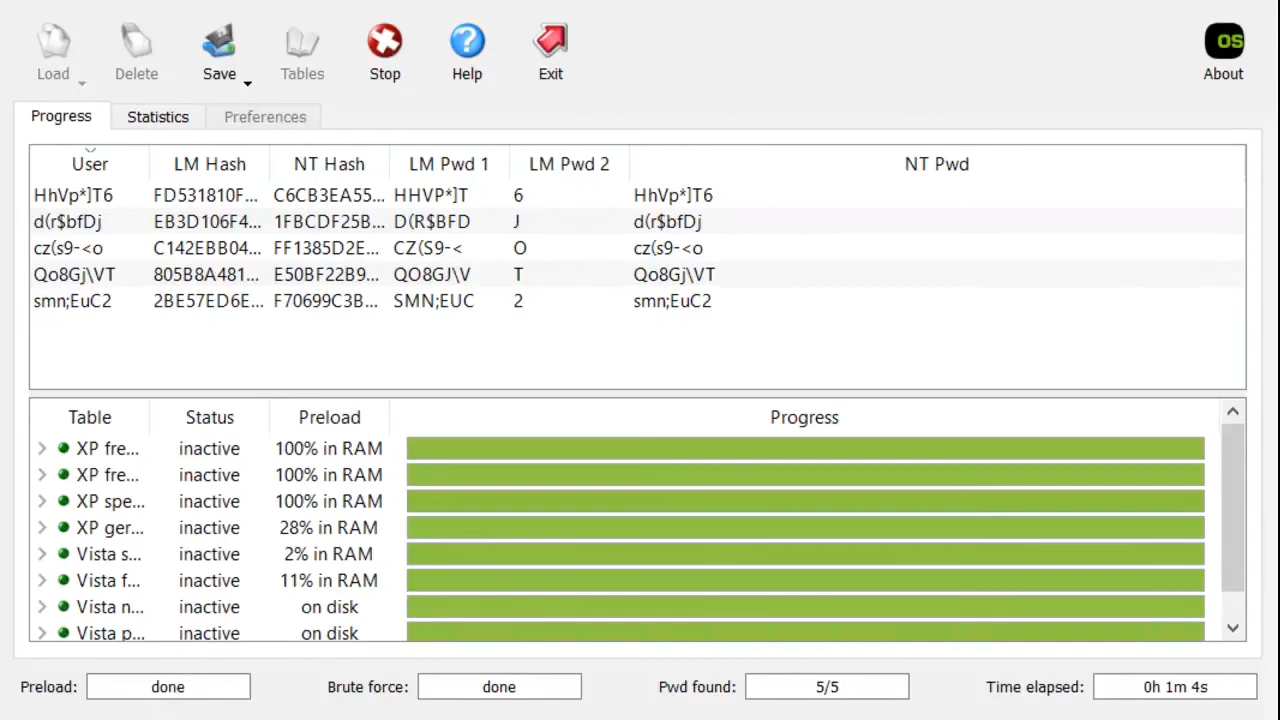 Load Delete Save Tables Stop Help Exit OS About
Progress Statistics Preferences
User LM Hash NT Hash LM Pwd 1 LM Pwd 2 NT Pwd
HhVp*]T6 FD531810F... C6CB3EA55... HHVP*]T 6 HhVp*]T6
d(r$bfDj EB3D106F4... 1FBCDF25B... D(R$BFD J d(r$bfDj
cz(s9-<o C142EBB04... FF1385D2E... CZ(S9-< O cz(s9-<o
Qo8Gj\VT 805B8A481... E50BF22B9... QO8GJ\V T Qo8Gj\VT
smn;EuC2 2BE57ED6E... F70699C3B... SMN;EUC 2 smn;EuC2
Table Status Preload Progress
XP fre... inactive 100% in RAM
XP fre... inactive 100% in RAM
XP spe... inactive 100% in RAM
XP ger... inactive 28% in RAM
Vista s... inactive 2% in RAM
Vista f... inactive 11% in RAM
Vista n... inactive on disk
Vista p... inactive on disk
Preload: done Brute force: done Pwd found: 5/5 Time elapsed: 0h 1m 4s